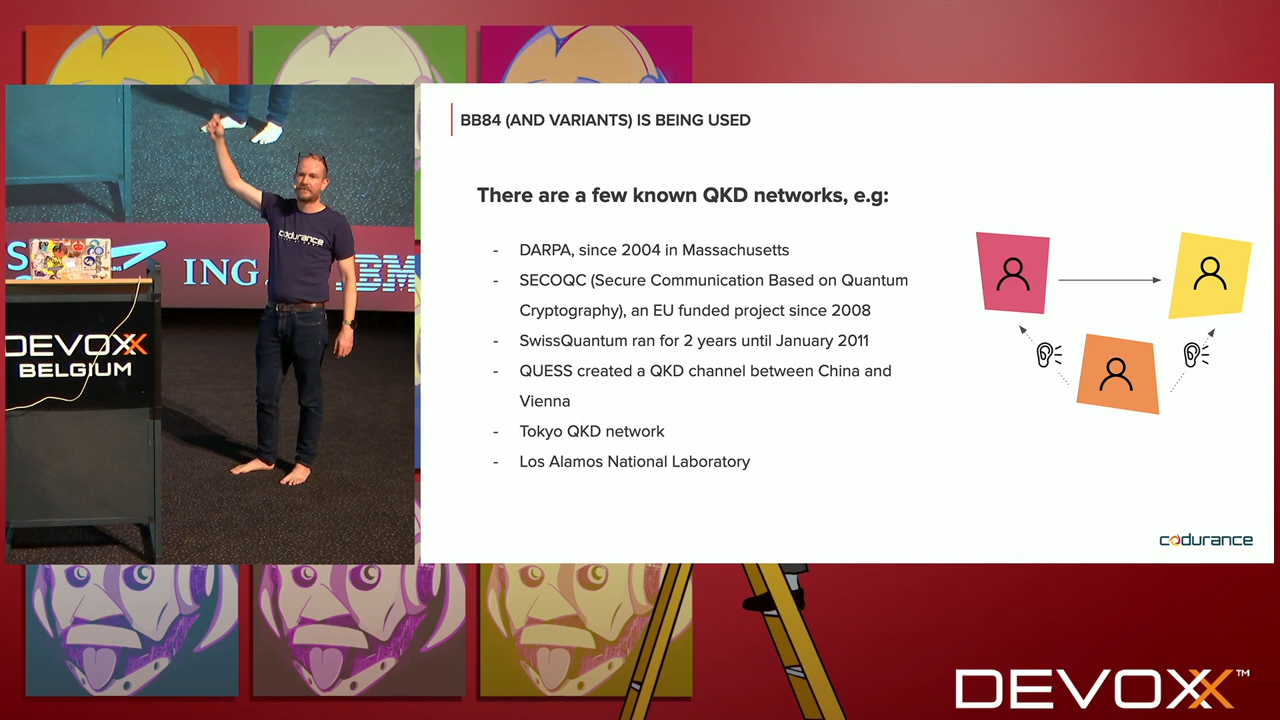 BB84 (AND VARIANTS) IS BEING USED
There are a few known QKD networks, e.g:
- DARPA, since 2004 in Massachusetts
- SECOQC (Secure Communication Based on Quantum
Cryptography), an EU funded project since 2008
- SwissQuantum ran for 2 years until January 2011
- QUESS created a QKD channel between China and
Vienna
- Tokyo QKD network
- Los Alamos National Laboratory
codurance
codurance
ING
IBM
DEVOXX
BELGIUM
DEVOXX™